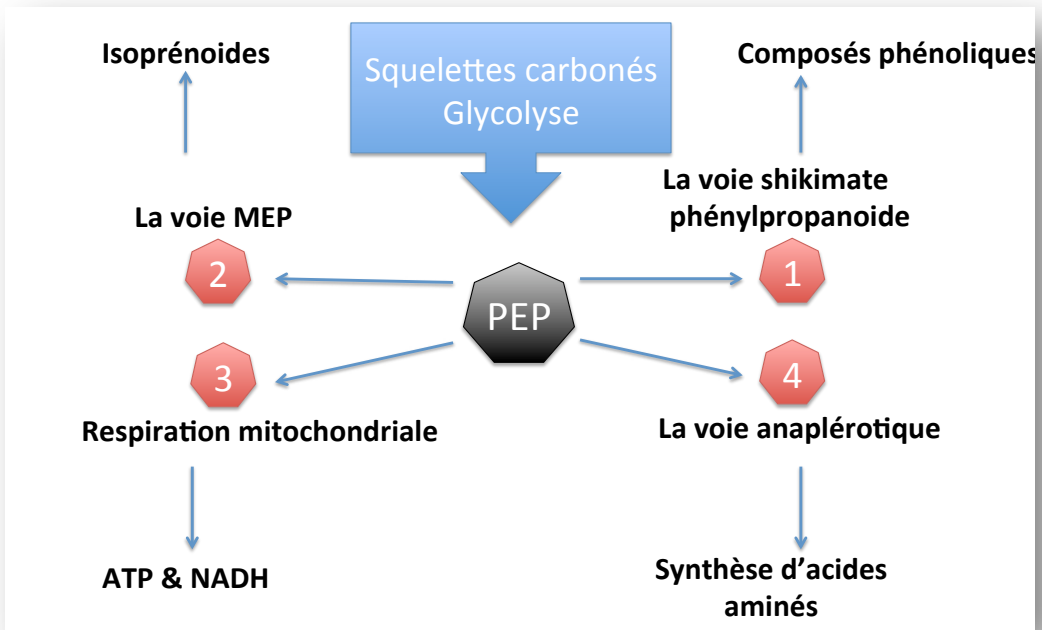 Isoprénoides
Squelettes carbonés
Glycolyse
Composés phénoliques
La voie MEP
La voie shikimate
phénylpropanoide
2
PEP
1
3
4
Respiration mitochondriale
La voie anaplérotique
ATP & NADH
Synthèse d’acides
aminés